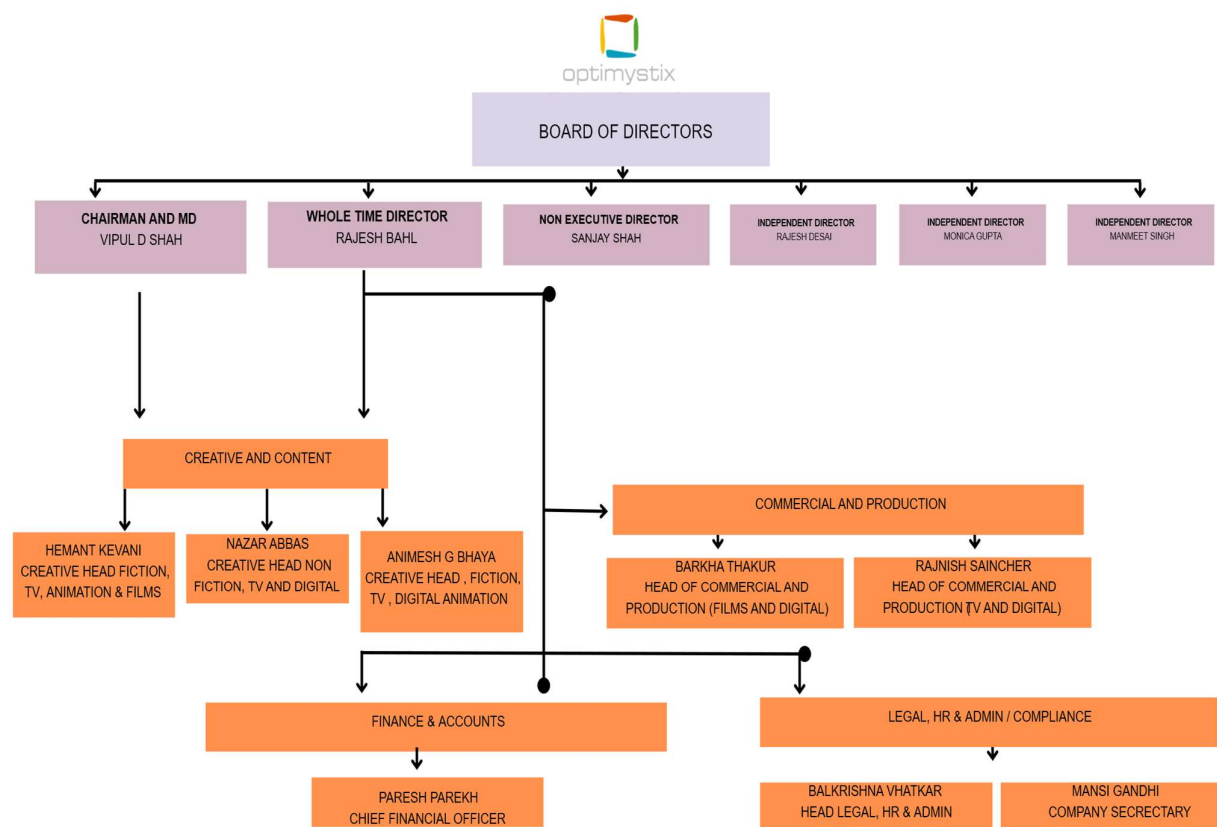 optimystix
BOARD OF DIRECTORS
CHAIRMAN AND MD
VIPUL D SHAH
WHOLE TIME DIRECTOR
RAJESH BAHL
NON EXECUTIVE DIRECTOR
SANJAY SHAH
INDEPENDENT DIRECTOR
RAJESH DESAI
INDEPENDENT DIRECTOR
MONICA GUPTA
INDEPENDENT DIRECTOR
MANMEET SINGH
CREATIVE AND CONTENT
HEMANT KEVANI
CREATIVE HEAD FICTION,
TV, ANIMATION & FILMS
NAZAR ABBAS
CREATIVE HEAD NON
FICTION, TV AND DIGITAL
ANIMESH G BHAYA
CREATIVE HEAD , FICTION,
TV , DIGITAL ANIMATION
COMMERCIAL AND PRODUCTION
BARKHA THAKUR
HEAD OF COMMERCIAL AND
PRODUCTION (FILMS AND DIGITAL)
RAJNISH SAINCHER
HEAD OF COMMERCIAL AND
PRODUCTION (TV AND DIGITAL)
FINANCE & ACCOUNTS
PARESH PAREKH
CHIEF FINANCIAL OFFICER
LEGAL, HR & ADMIN / COMPLIANCE
BALKRISHNA VHATKAR
HEAD LEGAL, HR & ADMIN
MANSI GANDHI
COMPANY SECRECTARY